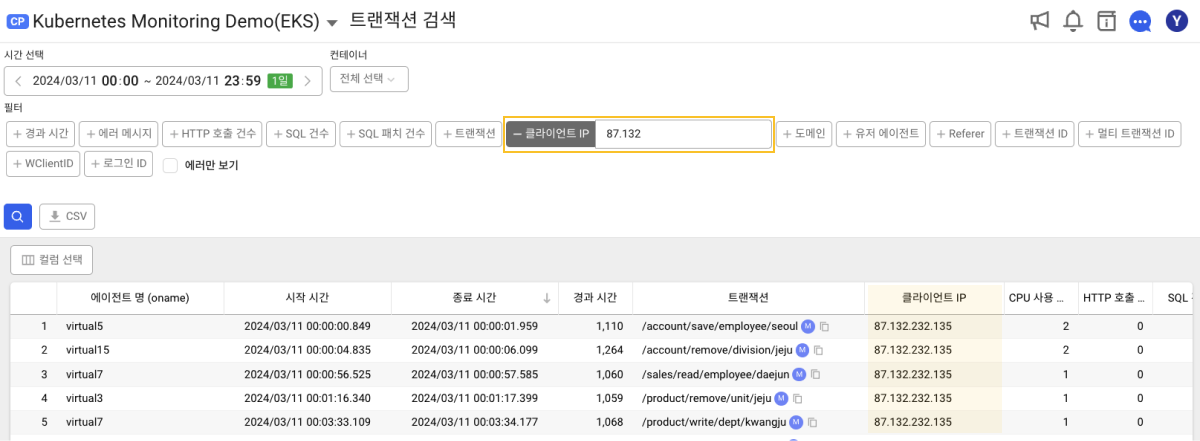 CP Kubernetes Monitoring Demo(EKS) 트랜잭션 검색 Y
시간 선택 컨테이너
2024/03/11 00:00 ~ 2024/03/11 23:59 1일 전체 선택
필터
+ 경과 시간 + 에러 메시지 + HTTP 호출 건수 + SQL 건수 + SQL 패치 건수 + 트랜잭션 − 클라이언트 IP 87.132 + 도메인 + 유저 에이전트 + Referer + 트랜잭션 ID + 멀티 트랜잭션 ID
+ WClientID + 로그인 ID 에러만 보기
CSV
컬럼 선택
에이전트 명 (oname) 시작 시간 종료 시간 ↓ 경과 시간 트랜잭션 클라이언트 IP CPU 사용 ... HTTP 호출 ... SQL
1 virtual5 2024/03/11 00:00:00.849 2024/03/11 00:00:01.959 1,110 /account/save/employee/seoul M 87.132.232.135 2 0
2 virtual15 2024/03/11 00:00:04.835 2024/03/11 00:00:06.099 1,264 /account/remove/division/jeju M 87.132.232.135 2 0
3 virtual7 2024/03/11 00:00:56.525 2024/03/11 00:00:57.585 1,060 /sales/read/employee/daejun M 87.132.232.135 1 0
4 virtual3 2024/03/11 00:01:16.340 2024/03/11 00:01:17.399 1,059 /product/remove/unit/jeju M 87.132.232.135 1 0
5 virtual7 2024/03/11 00:03:33.109 2024/03/11 00:03:34.177 1,068 /product/write/dept/kwangju M 87.132.232.135 1 0